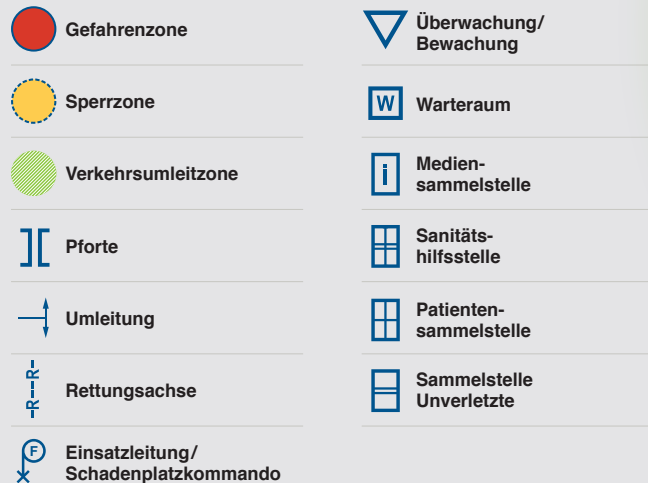 Gefahrenzone
Sperrzone
Verkehrsumleitzone
Pforte
Umleitung
-R-–-R-
Rettungsachse
F
Einsatzleitung/
Schadenplatzkommando
Überwachung/
Bewachung
W
Warteraum
i
Medien-
sammelstelle
Sanitäts-
hilfsstelle
Patienten-
sammelstelle
Sammelstelle
Unverletzte